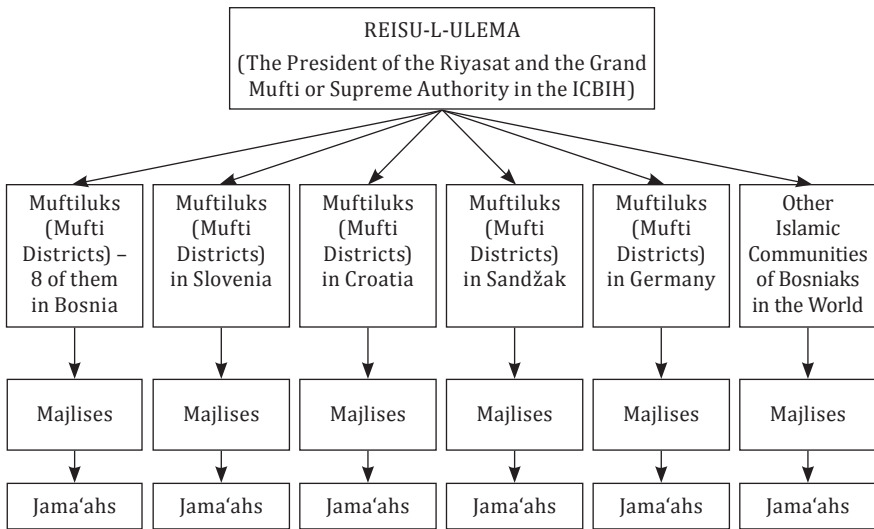 REISU-L-ULEMA
(The President of the Riyasat and the Grand
Mufti or Supreme Authority in the ICBIH)
Muftiluks
(Mufti
Districts) –
8 of them
in Bosnia
Muftiluks
(Mufti
Districts)
in Slovenia
Muftiluks
(Mufti
Districts)
in Croatia
Muftiluks
(Mufti
Districts)
in Sandžak
Muftiluks
(Mufti
Districts)
in Germany
Other
Islamic
Communities
of Bosniaks
in the World
Majlises
Majlises
Majlises
Majlises
Majlises
Majlises
Jama‘ahs
Jama‘ahs
Jama‘ahs
Jama‘ahs
Jama‘ahs
Jama‘ahs